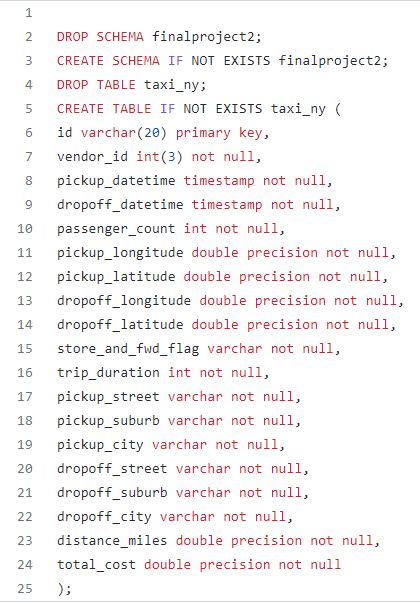 1
2 DROP SCHEMA finalproject2;
3 CREATE SCHEMA IF NOT EXISTS finalproject2;
4 DROP TABLE taxi_ny;
5 CREATE TABLE IF NOT EXISTS taxi_ny (
6 id varchar(20) primary key,
7 vendor_id int(3) not null,
8 pickup_datetime timestamp not null,
9 dropoff_datetime timestamp not null,
10 passenger_count int not null,
11 pickup_longitude double precision not null,
12 pickup_latitude double precision not null,
13 dropoff_longitude double precision not null,
14 dropoff_latitude double precision not null,
15 store_and_fwd_flag varchar not null,
16 trip_duration int not null,
17 pickup_street varchar not null,
18 pickup_suburb varchar not null,
19 pickup_city varchar not null,
20 dropoff_street varchar not null,
21 dropoff_suburb varchar not null,
22 dropoff_city varchar not null,
23 distance_miles double precision not null,
24 total_cost double precision not null
25 );